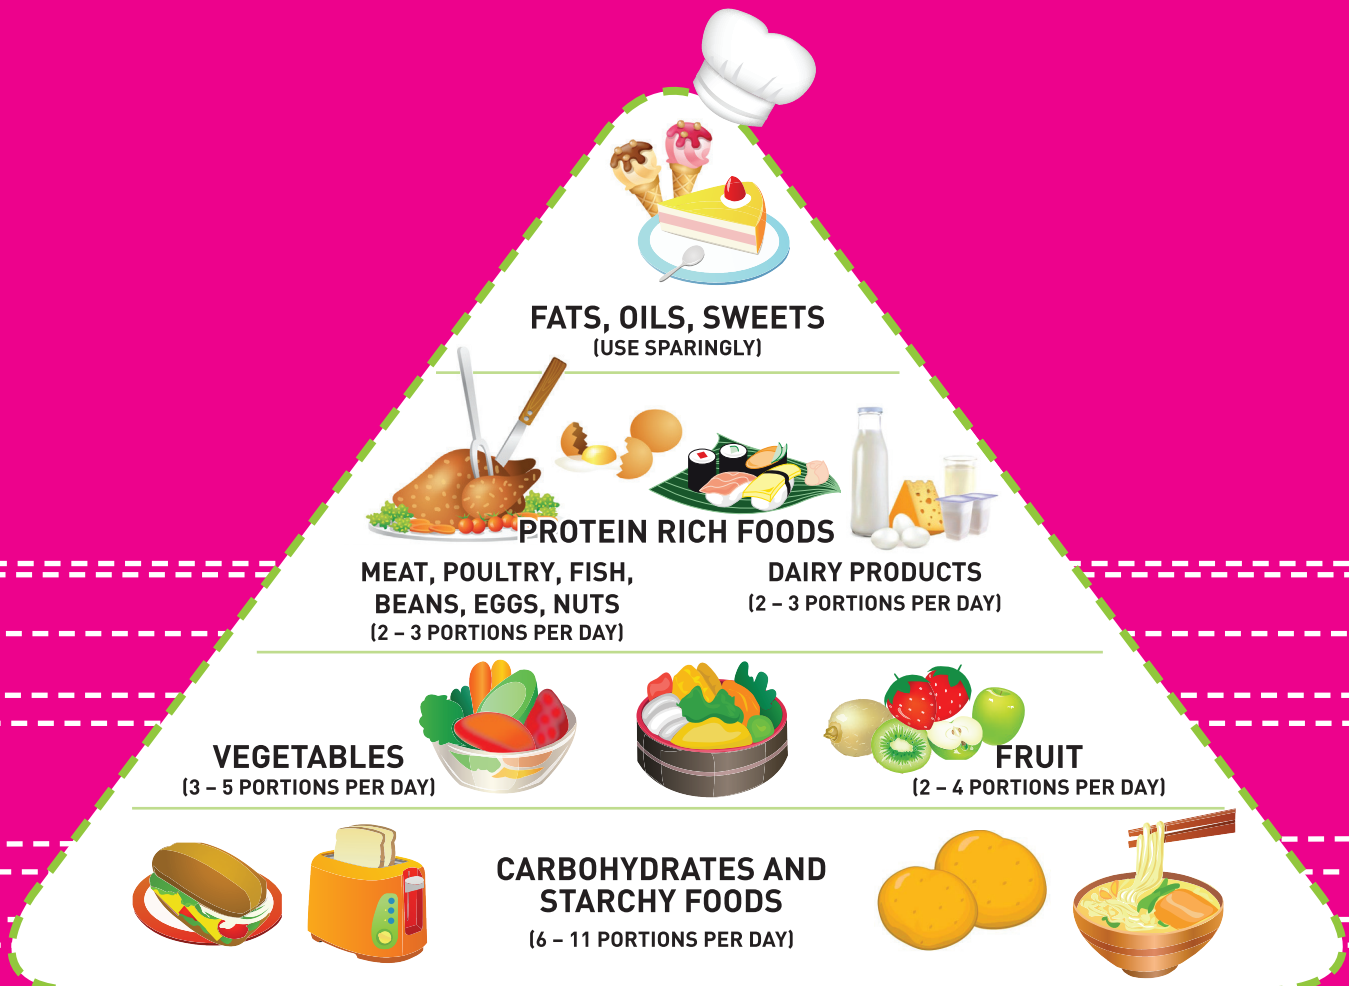 FATS, OILS, SWEETS
(USE SPARINGLY)
PROTEIN RICH FOODS
MEAT, POULTRY, FISH,
BEANS, EGGS, NUTS
(2 – 3 PORTIONS PER DAY)
DAIRY PRODUCTS
(2 – 3 PORTIONS PER DAY)
VEGETABLES
(3 – 5 PORTIONS PER DAY)
FRUIT
(2 – 4 PORTIONS PER DAY)
CARBOHYDRATES AND
STARCHY FOODS
(6 – 11 PORTIONS PER DAY)